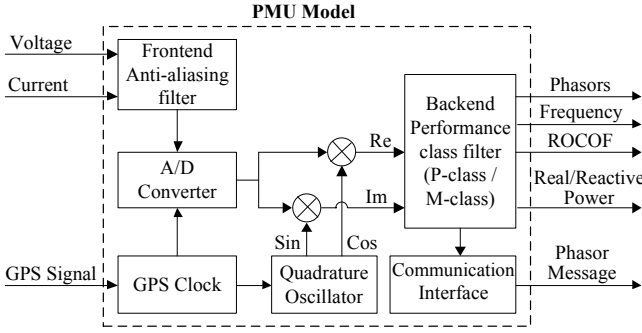 PMU Model
Voltage
Current
Frontend
Anti-aliasing
filter
A/D
Converter
GPS Signal
GPS Clock
Sin
Cos
Quadrature
Oscillator
Re
Im
Backend
Performance
class filter
(P-class /
M-class)
Communication
Interface
Phasors
Frequency
ROCOF
Real/Reactive
Power
Phasor
Message